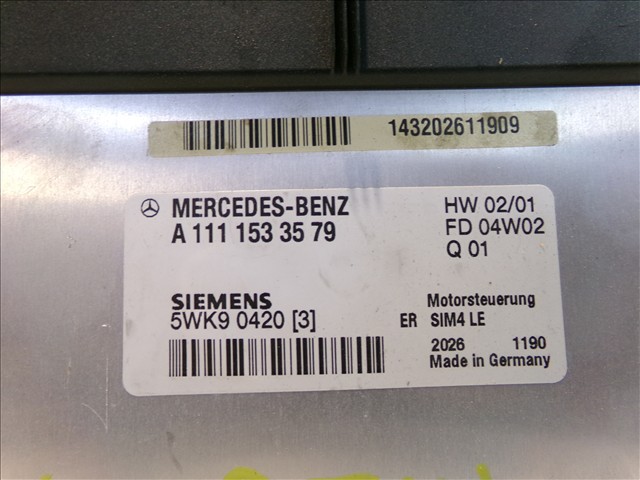 143202611909
MERCEDES-BENZ
A 111 153 35 79
HW 02/01
FD 04W02
Q 01
SIEMENS
5WK9 0420 [3]
Motorsteuerung
ER SIM4 LE
2026 1190
Made in Germany